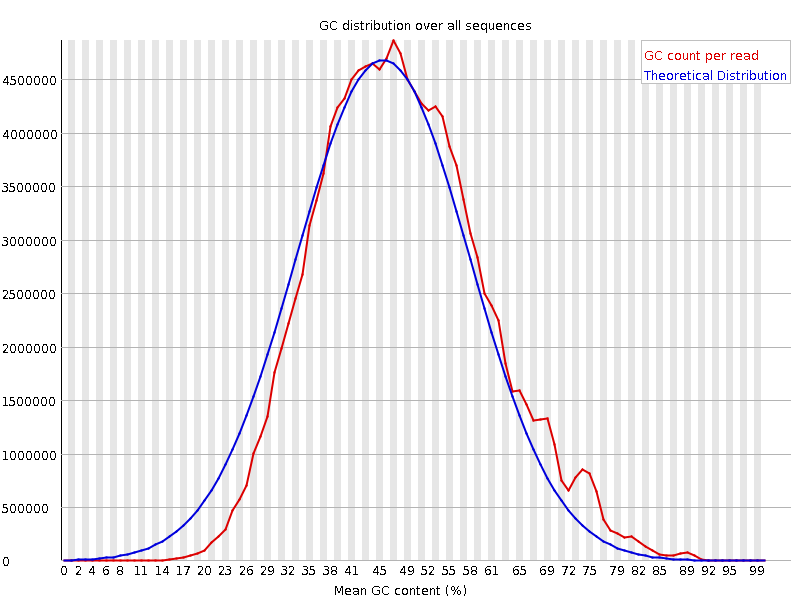 GC distribution over all sequences
GC count per read
Theoretical Distribution
4500000
4000000
3500000
3000000
2500000
2000000
1500000
1000000
500000
0
0 2 4 6 8 11 14 17 20 23 26 29 32 35 38 41 45 49 52 55 58 61 65 69 72 75 79 82 85 89 92 95 99
Mean GC content (%)